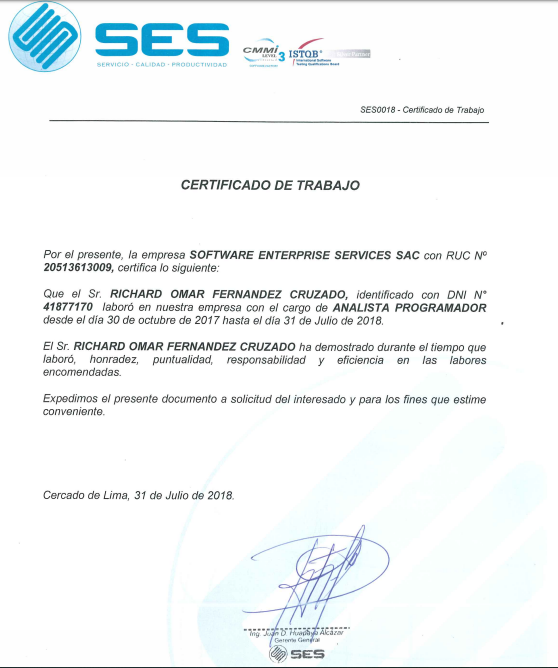 SES
SERVICIO - CALIDAD - PRODUCTIVIDAD
CMMI
LEVEL 3
ISTQB®
International Software
Testing Qualifications Board
SES0018 - Certificado de Trabajo
CERTIFICADO DE TRABAJO
Por el presente, la empresa SOFTWARE ENTERPRISE SERVICES SAC con RUC Nº
20513613009, certifica lo siguiente:
Que el Sr. RICHARD OMAR FERNANDEZ CRUZADO, identificado con DNI N°
41877170 laboró en nuestra empresa con el cargo de ANALISTA PROGRAMADOR
desde el día 30 de octubre de 2017 hasta el día 31 de Julio de 2018.
El Sr. RICHARD OMAR FERNANDEZ CRUZADO ha demostrado durante el tiempo que
laboró, honradez, puntualidad, responsabilidad y eficiencia en las labores
encomendadas.
Expedimos el presente documento a solicitud del interesado y para los fines que estime
conveniente.
Cercado de Lima, 31 de Julio de 2018.
Ing. Juan D. Huapaya Alcázar
Gerente General
SES